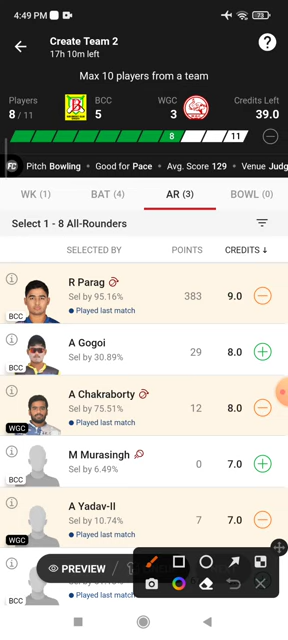 4:49 PM
73
Create Team 2
17h 10m left
?
Max 10 players from a team
Players
8 / 11
BCC
5
WGC
3
Credits Left
39.0
8
11
FC Pitch Bowling • Good for Pace • Avg. Score 129 • Venue Judg
WK (1)
BAT (4)
AR (3)
BOWL (0)
Select 1 - 8 All-Rounders
SELECTED BY
POINTS
CREDITS ↓
R Parag
Sel by 95.16%
Played last match
BCC
383
9.0
A Gogoi
Sel by 30.89%
BCC
29
8.0
A Chakraborty
Sel by 75.51%
Played last match
WGC
12
8.0
M Murasingh
Sel by 6.49%
BCC
0
7.0
A Yadav-II
Sel by 10.74%
Played last match
WGC
7
7.0
PREVIEW
Played last match
BCC